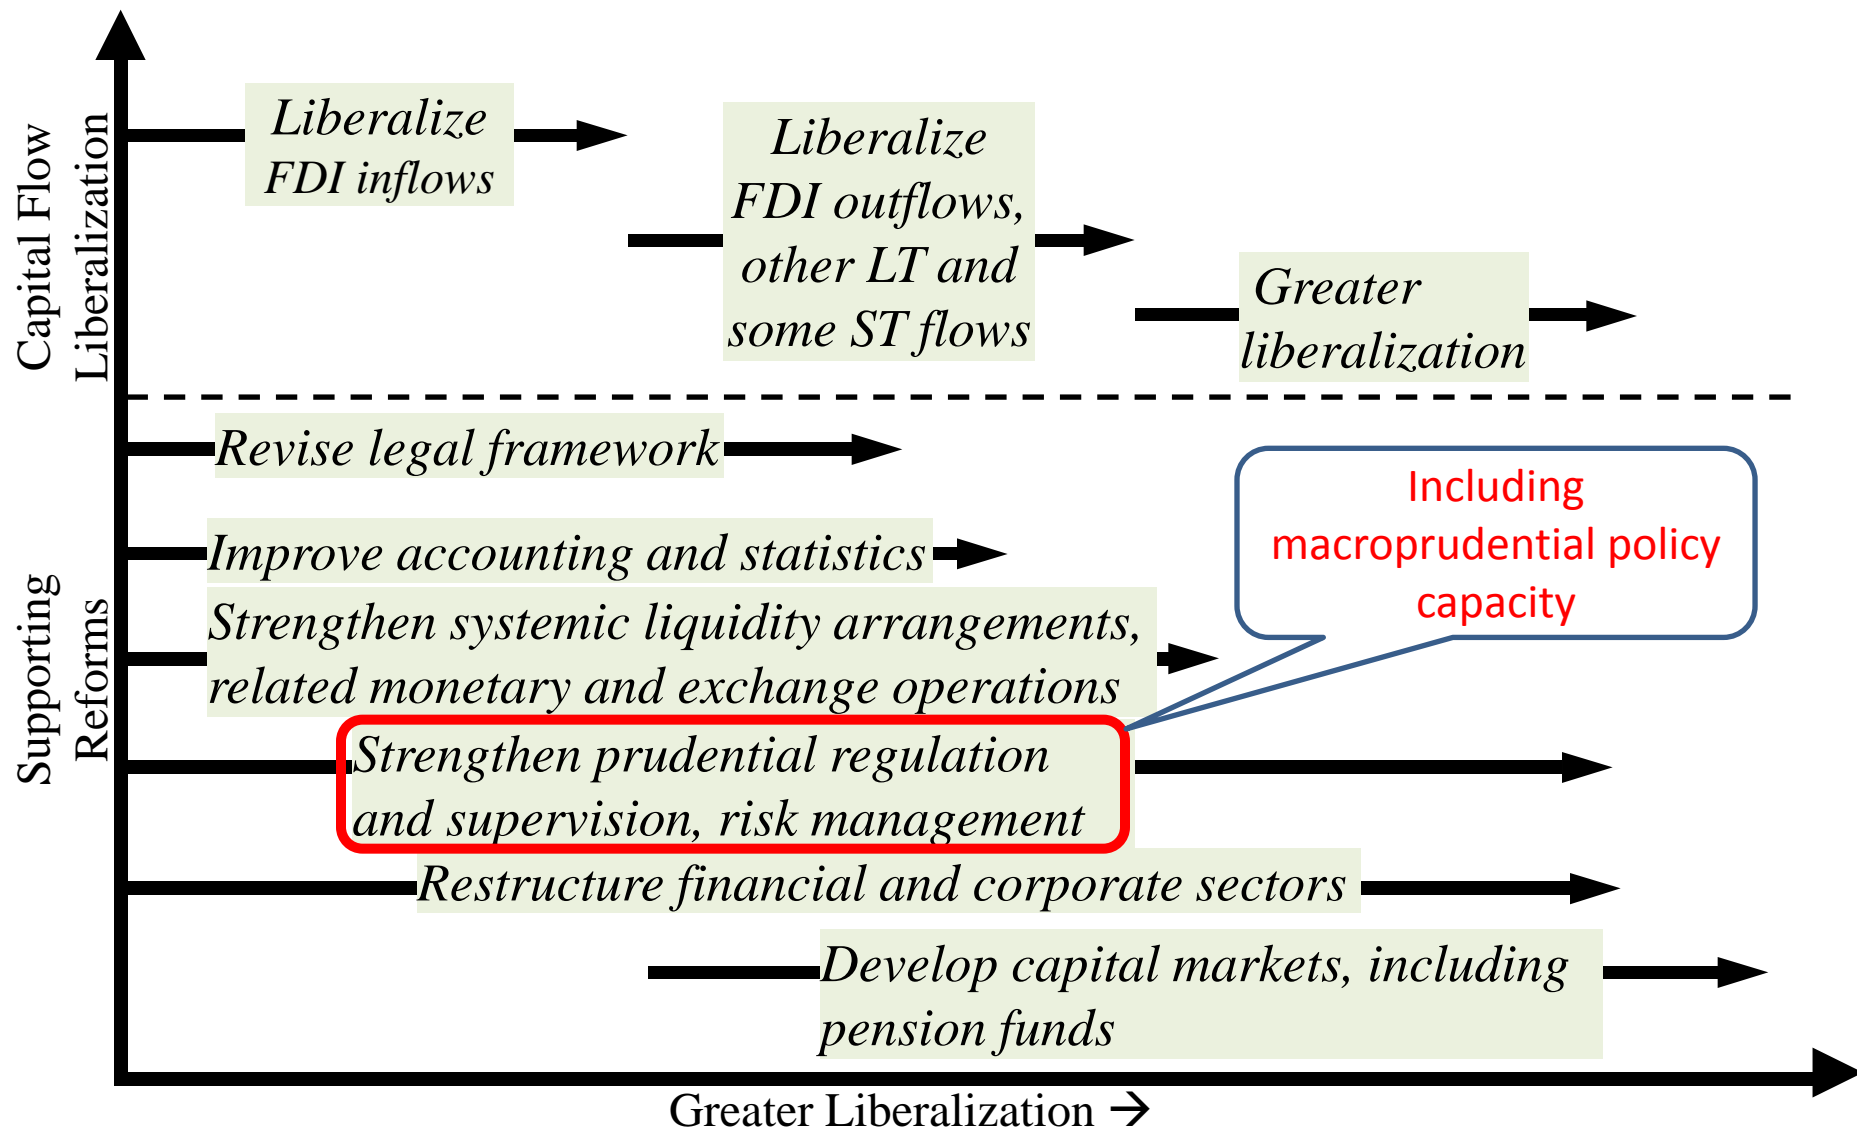 Capital Flow
Liberalization
Liberalize
FDI inflows
Liberalize
FDI outflows,
other LT and
some ST flows
Greater
liberalization
Supporting
Reforms
Revise legal framework
Improve accounting and statistics
Strengthen systemic liquidity arrangements,
related monetary and exchange operations
Strengthen prudential regulation
and supervision, risk management
Including
macroprudential policy
capacity
Restructure financial and corporate sectors
Develop capital markets, including
pension funds
Greater Liberalization →